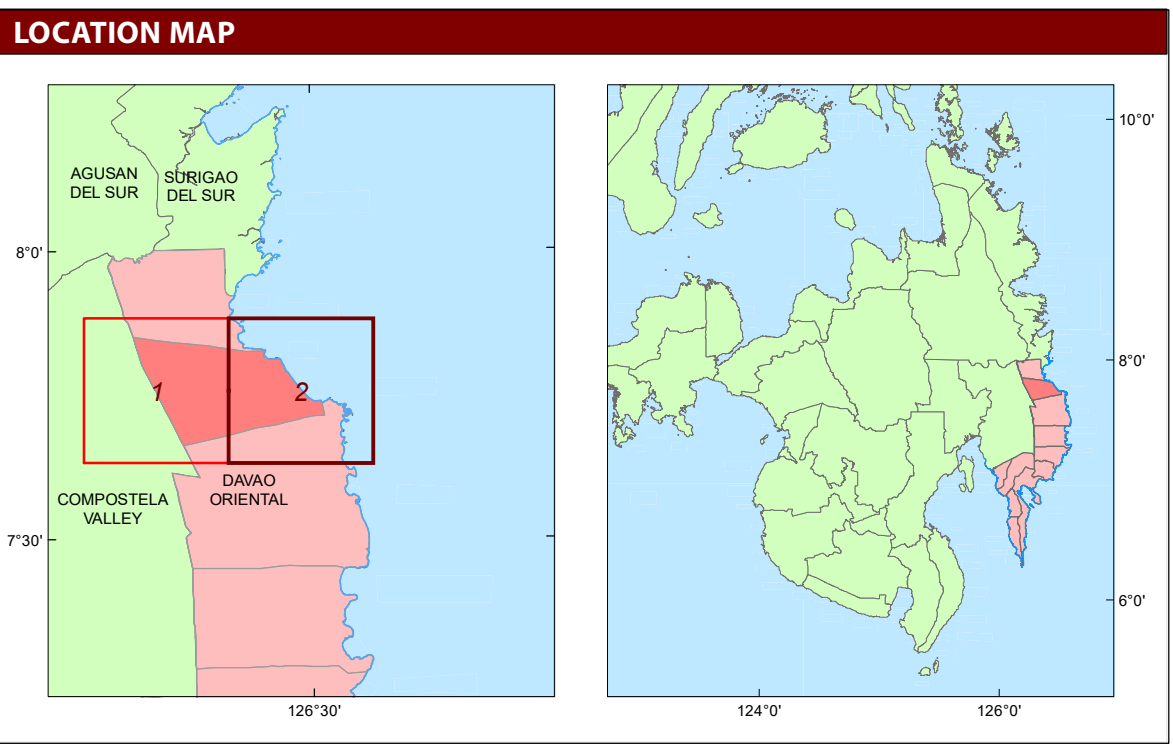 LOCATION MAP
AGUSAN
DEL SUR
SURIGAO
DEL SUR
8°0'
1
2
DAVAO
ORIENTAL
COMPOSTELA
VALLEY
7°30'
126°30'
10°0'
8°0'
6°0'
124°0'
126°0'